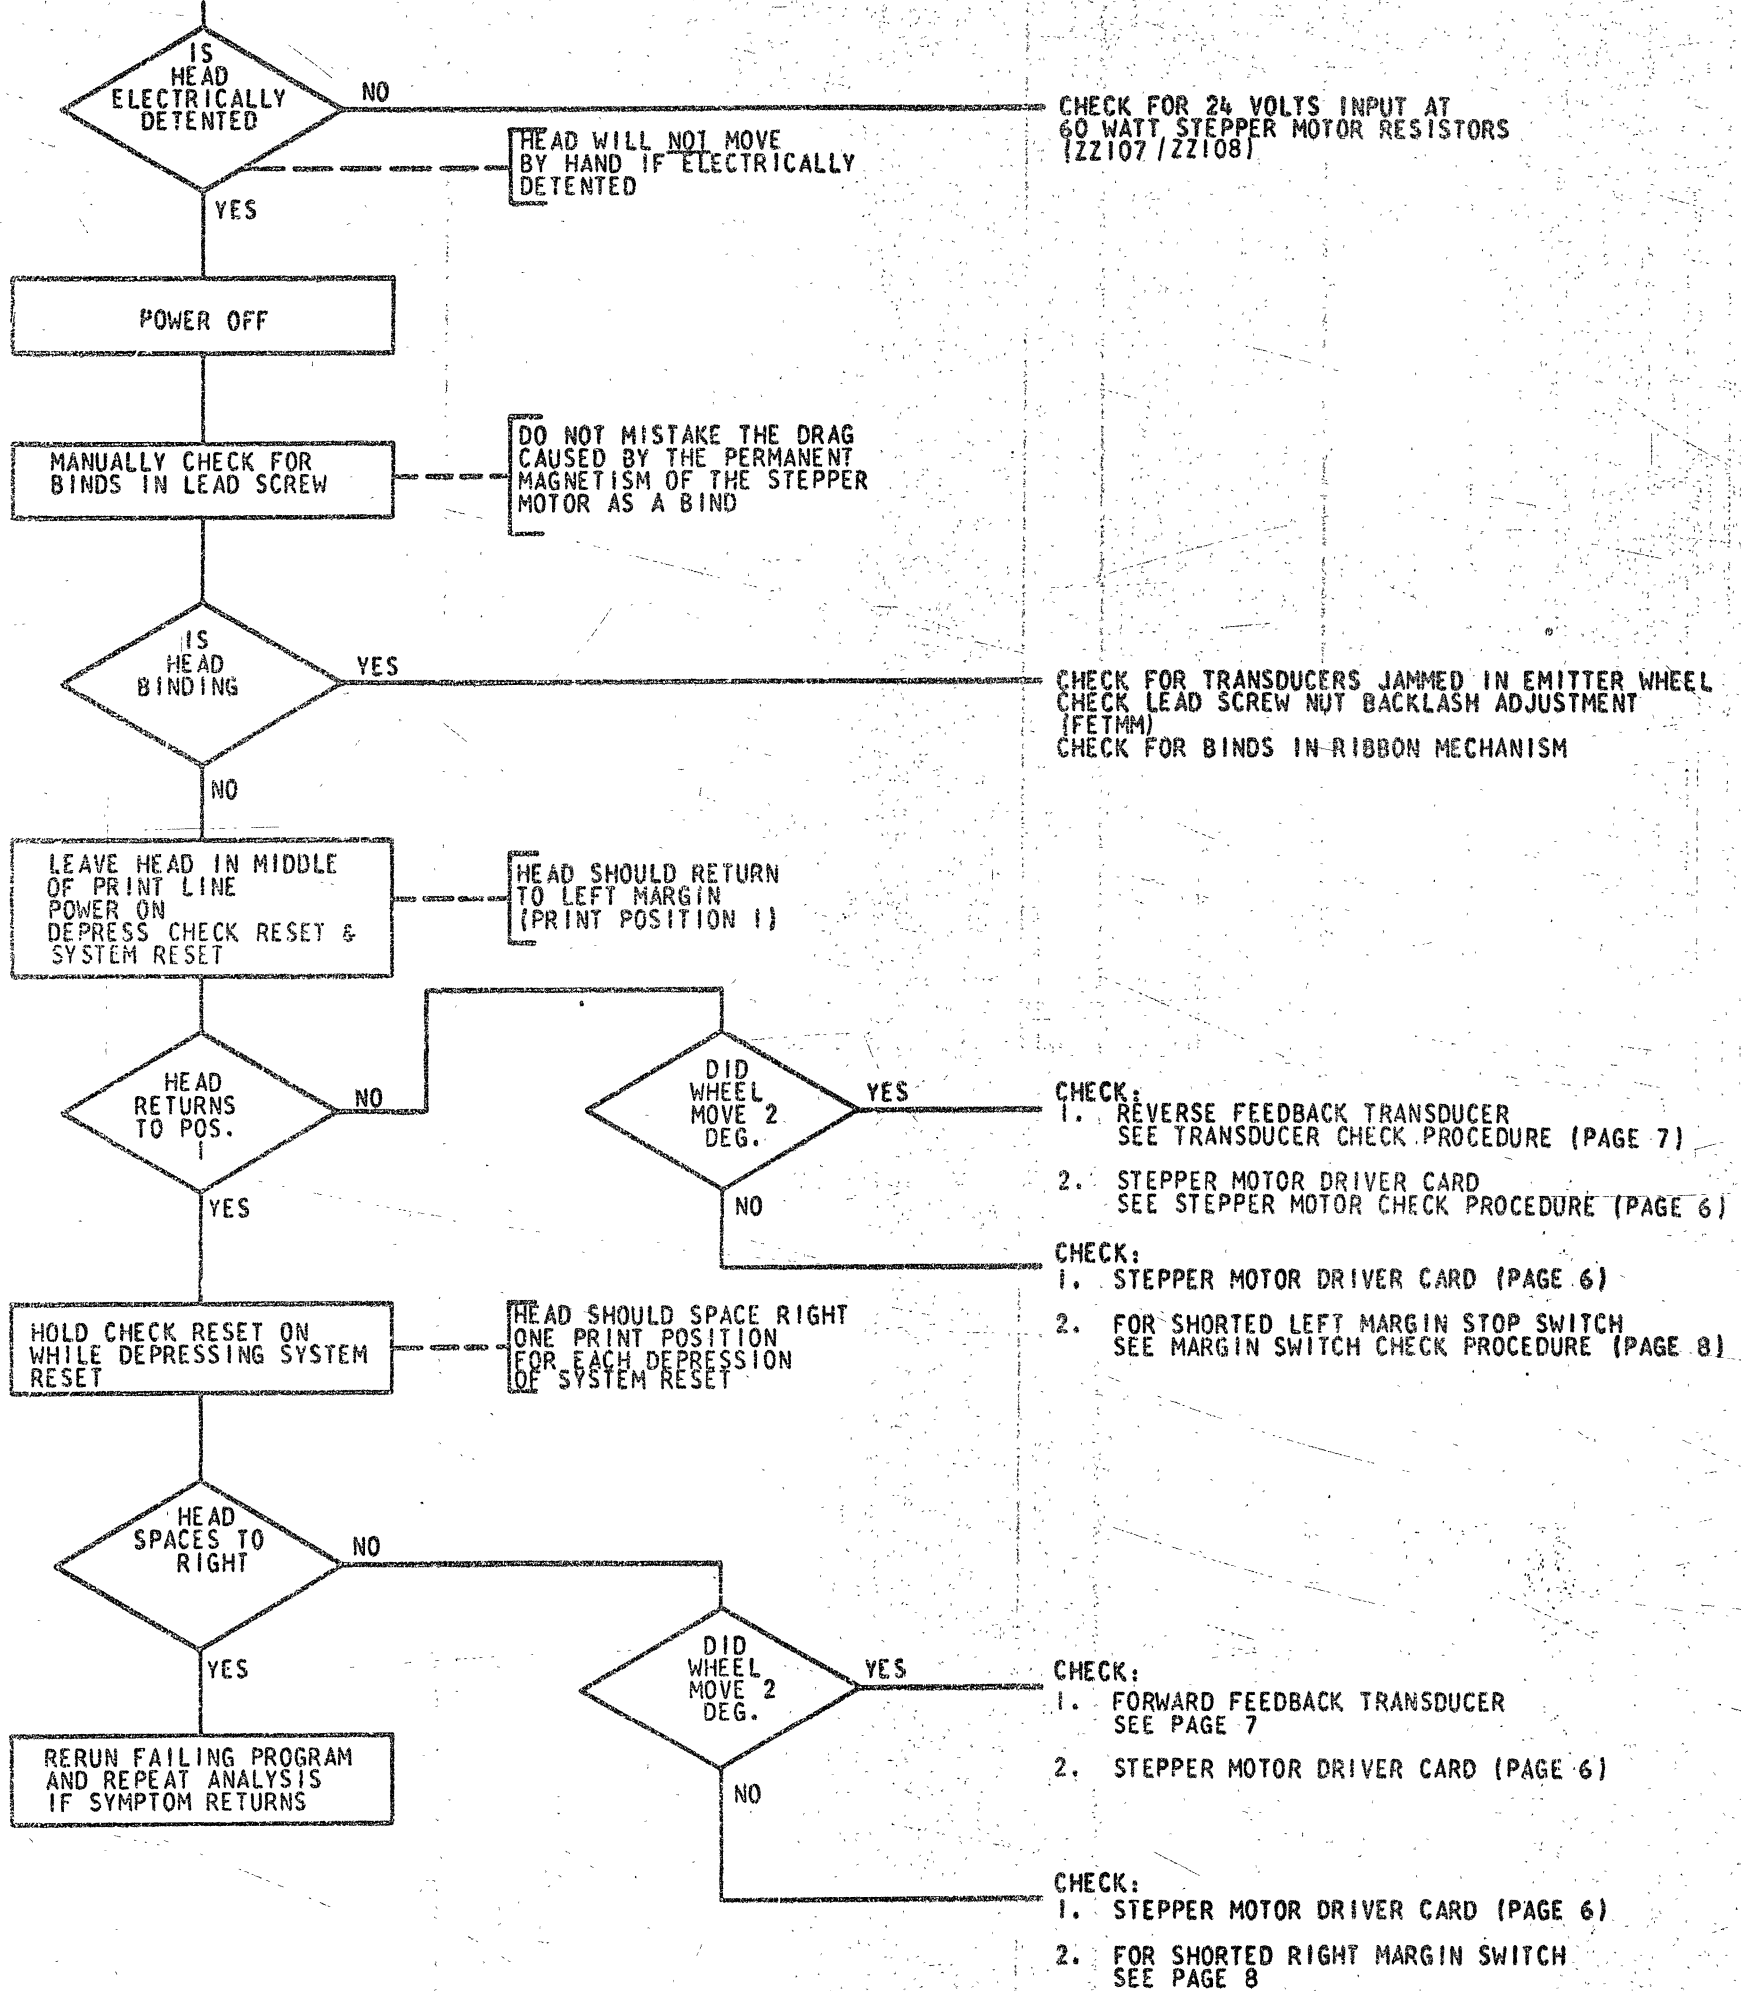 IS
HEAD
ELECTRICALLY
DETENTED
NO
CHECK FOR 24 VOLTS INPUT AT
60 WATT STEPPER MOTOR RESISTORS
(ZZ107/ZZ108)
HEAD WILL NOT MOVE
BY HAND IF ELECTRICALLY
DETENTED
YES
POWER OFF
MANUALLY CHECK FOR
BINDS IN LEAD SCREW
DO NOT MISTAKE THE DRAG
CAUSED BY THE PERMANENT
MAGNETISM OF THE STEPPER
MOTOR AS A BIND
IS
HEAD
BINDING
YES
CHECK FOR TRANSDUCERS JAMMED IN EMITTER WHEEL
CHECK LEAD SCREW NUT BACKLASH ADJUSTMENT
(FETMM)
CHECK FOR BINDS IN RIBBON MECHANISM
NO
LEAVE HEAD IN MIDDLE
OF PRINT LINE
POWER ON
DEPRESS CHECK RESET &
SYSTEM RESET
HEAD SHOULD RETURN
TO LEFT MARGIN
(PRINT POSITION 1)
HEAD
RETURNS
TO POS.
1
NO
DID
WHEEL
MOVE 2
DEG.
YES
CHECK:
1. REVERSE FEEDBACK TRANSDUCER
SEE TRANSDUCER CHECK PROCEDURE (PAGE 7)
2. STEPPER MOTOR DRIVER CARD
SEE STEPPER MOTOR CHECK PROCEDURE (PAGE 6)
NO
CHECK:
1. STEPPER MOTOR DRIVER CARD (PAGE 6)
2. FOR SHORTED LEFT MARGIN STOP SWITCH
SEE MARGIN SWITCH CHECK PROCEDURE (PAGE 8)
YES
HOLD CHECK RESET ON
WHILE DEPRESSING SYSTEM
RESET
HEAD SHOULD SPACE RIGHT
ONE PRINT POSITION
FOR EACH DEPRESSION
OF SYSTEM RESET
HEAD
SPACES TO
RIGHT
NO
DID
WHEEL
MOVE 2
DEG.
YES
CHECK:
1. FORWARD FEEDBACK TRANSDUCER
SEE PAGE 7
2. STEPPER MOTOR DRIVER CARD (PAGE 6)
YES
RERUN FAILING PROGRAM
AND REPEAT ANALYSIS
IF SYMPTOM RETURNS
NO
CHECK:
1. STEPPER MOTOR DRIVER CARD (PAGE 6)
2. FOR SHORTED RIGHT MARGIN SWITCH
SEE PAGE 8